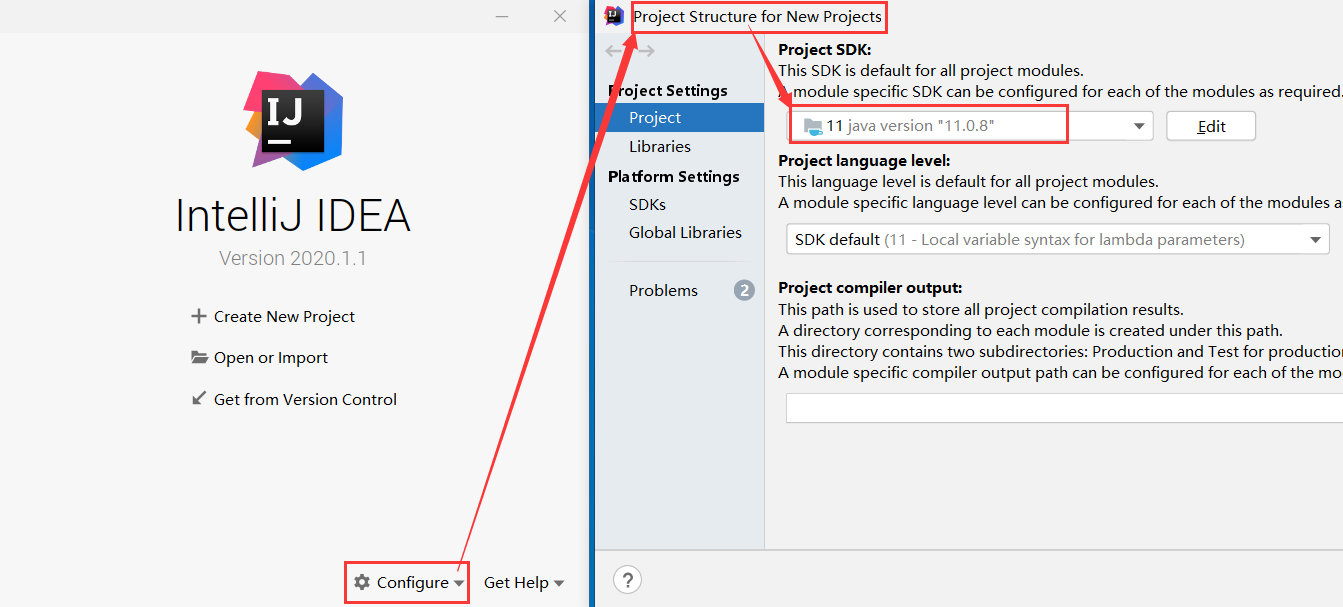 IJ
IntelliJ IDEA
Version 2020.1.1
Create New Project
Open or Import
Get from Version Control
Configure
Get Help
Project Structure for New Projects
Project Settings
Project
Libraries
Platform Settings
SDKs
Global Libraries
Problems 2
Project SDK:
This SDK is default for all project modules.
A module specific SDK can be configured for each of the modules as required.
11 java version "11.0.8"
Edit
Project language level:
This language level is default for all project modules.
A module specific language level can be configured for each of the modules a
SDK default (11 - Local variable syntax for lambda parameters)
Project compiler output:
This path is used to store all project compilation results.
A directory corresponding to each module is created under this path.
This directory contains two subdirectories: Production and Test for productio
A module specific compiler output path can be configured for each of the mo
?